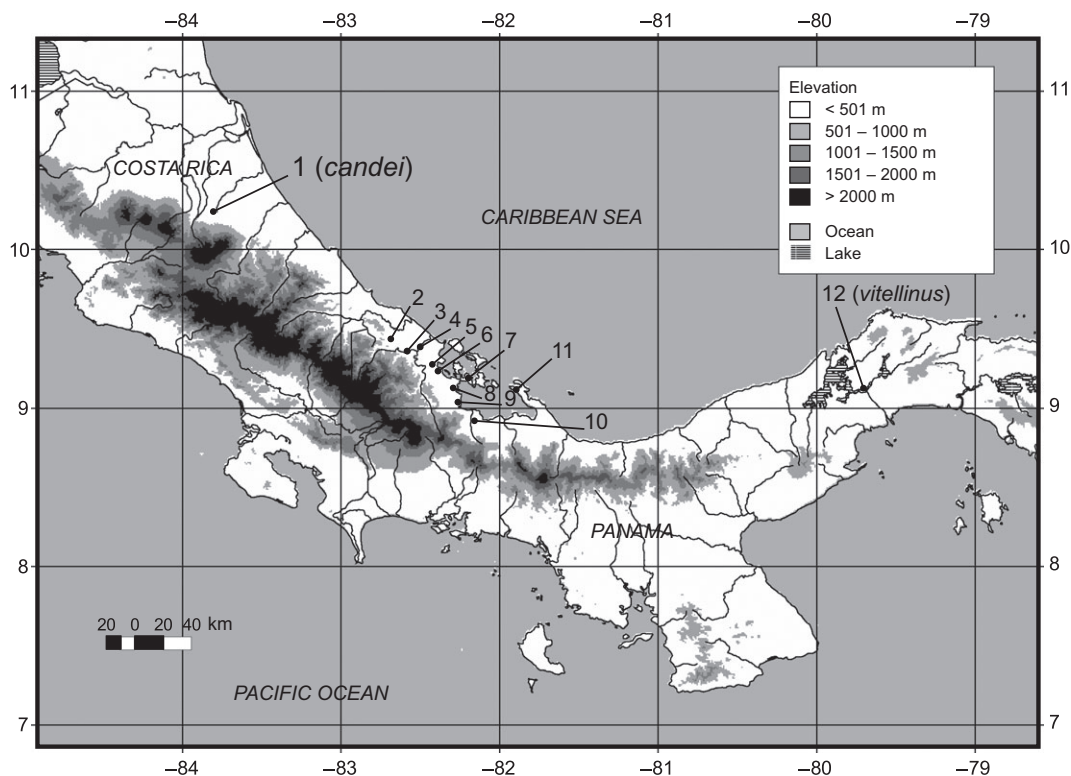 –84 –83 –82 –81 –80 –79
11 11
Elevation
< 501 m
501 – 1000 m
1001 – 1500 m
1501 – 2000 m
> 2000 m
Ocean
Lake
COSTA RICA
1 (candei)
CARIBBEAN SEA
10 10
12 (vitellinus)
2
3
4
5
6
7
11
8
9
9 9
10
PANAMA
8 8
20 0 20 40 km
PACIFIC OCEAN
7 7
–84 –83 –82 –81 –80 –79